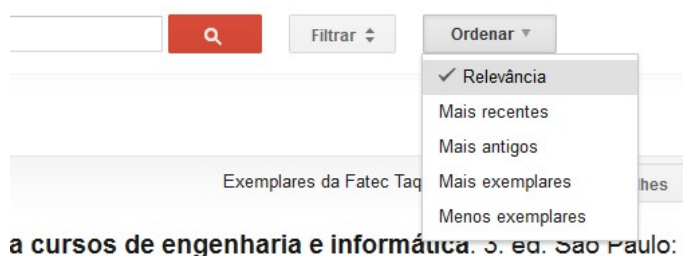 Filtrar Ordenar
Relevância
Mais recentes
Mais antigos
Exemplares da Fatec Taq Mais exemplares lhes
Menos exemplares
a cursos de engenharia e informática. 3. ed. São Paulo: